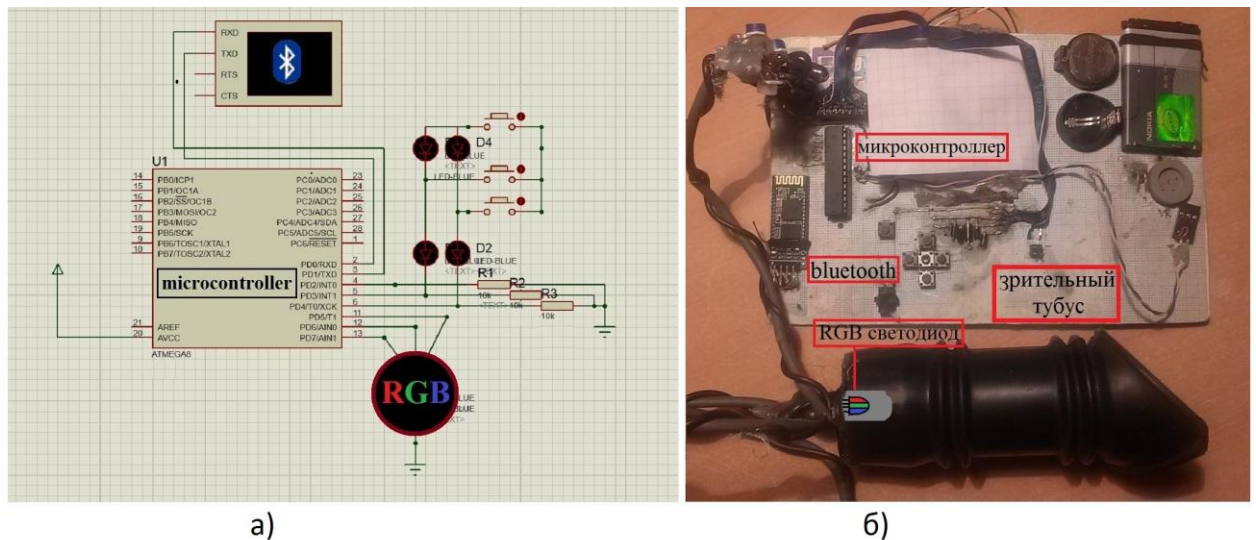 RXD
TXD
RTS
CTS
U1
14 PB0/ICP1
15 PB1/OC1A
16 PB2/SS/OC1B
17 PB3/MOSI/OC2
18 PB4/MISO
19 PB5/SCK
9 PB6/TOSC1/XTAL1
10 PB7/TOSC2/XTAL2
21 AREF
20 AVCC
PC0/ADC0 23
PC1/ADC1 24
PC2/ADC2 25
PC3/ADC3 26
PC4/ADC4/SDA 27
PC5/ADC5/SCL 28
PC6/RESET 1
PD0/RXD 2
PD1/TXD 3
PD2/INT0 4
PD3/INT1 5
PD4/T0/XCK 6
PD5/T1 11
PD6/AIN0 12
PD7/AIN1 13
microcontroller
ATMEGA8
D4
<TEXT>
LED-BLUE
D2
LED-BLUE
R1
10k
<TEXT>
R2
10k
R3
10k
RGB
а)
NOKIA
микроконтроллер
bluetooth
зрительный
тубус
RGB светодиод
б)